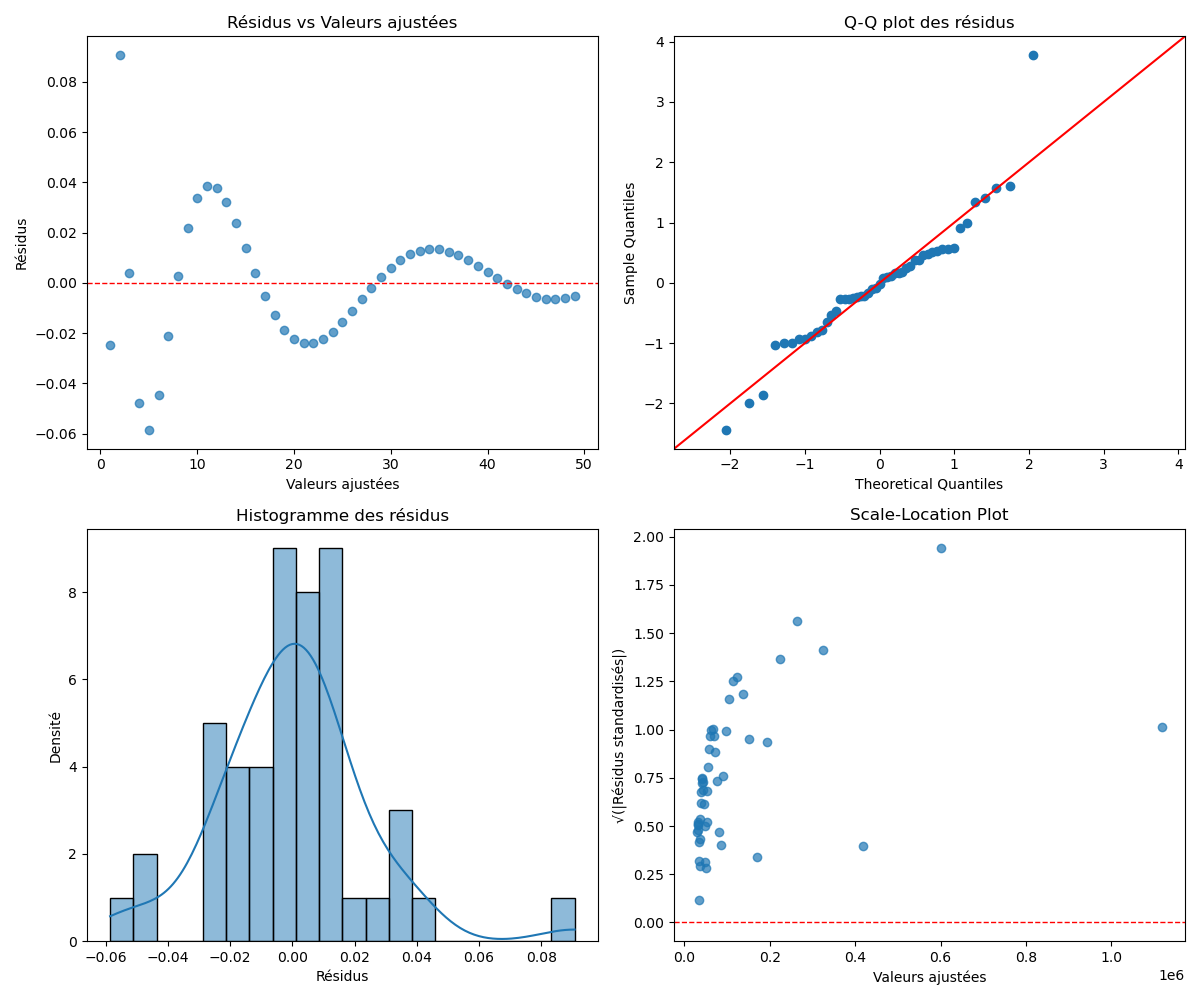 Résidus vs Valeurs ajustées
0.08
0.06
0.04
0.02
0.00
−0.02
−0.04
−0.06
Résidus
0 10 20 30 40 50
Valeurs ajustées
Q-Q plot des résidus
4
3
2
1
0
−1
−2
Sample Quantiles
−2 −1 0 1 2 3 4
Theoretical Quantiles
Histogramme des résidus
8
6
4
2
0
Densité
−0.06 −0.04 −0.02 0.00 0.02 0.04 0.06 0.08
Résidus
Scale-Location Plot
2.00
1.75
1.50
1.25
1.00
0.75
0.50
0.25
0.00
√(|Résidus standardisés|)
0.0 0.2 0.4 0.6 0.8 1.0
1e6
Valeurs ajustées